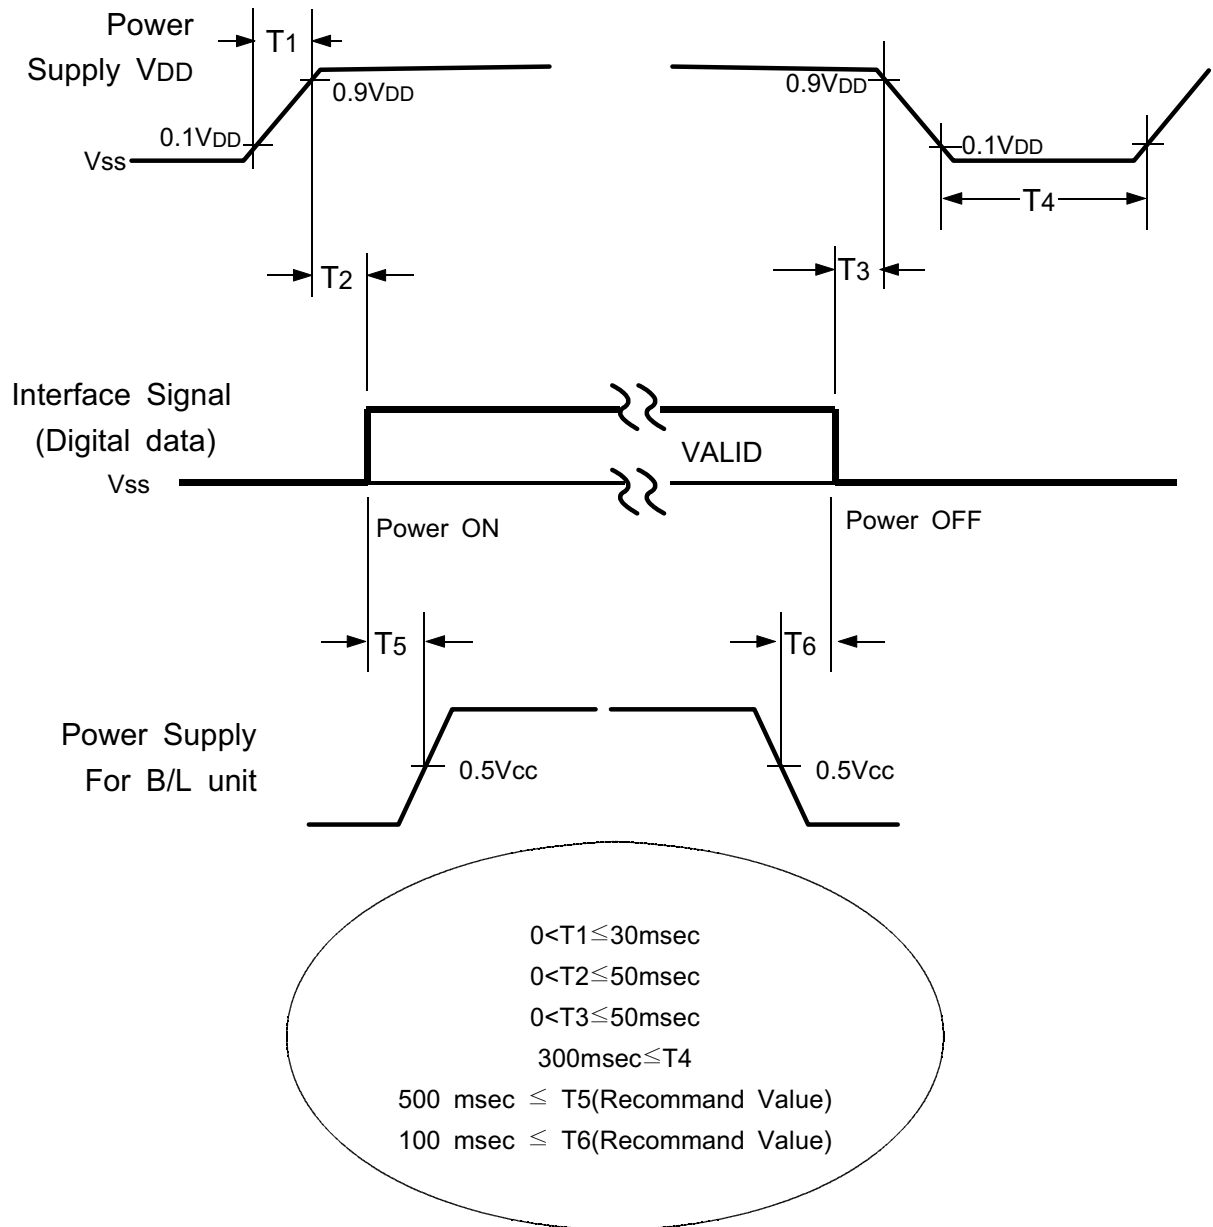 Power
Supply VDD
T1
0.9VDD
0.1VDD
Vss
0.9VDD
0.1VDD
T4
T2
T3
Interface Signal
(Digital data)
Vss
VALID
Power ON
Power OFF
T5
T6
Power Supply
For B/L unit
0.5Vcc
0.5Vcc
0<T1≦30msec
0<T2≦50msec
0<T3≦50msec
300msec≦T4
500 msec ≦ T5(Recommand Value)
100 msec ≦ T6(Recommand Value)